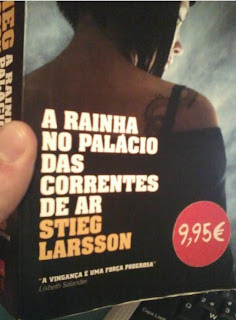 A RAINHA
NO PALÁCIO
DAS
CORRENTES
DE AR
STIEG
LARSSON
9,95€
"A VINGANÇA É UMA FORÇA PODEROSA"
Lisbeth Salander